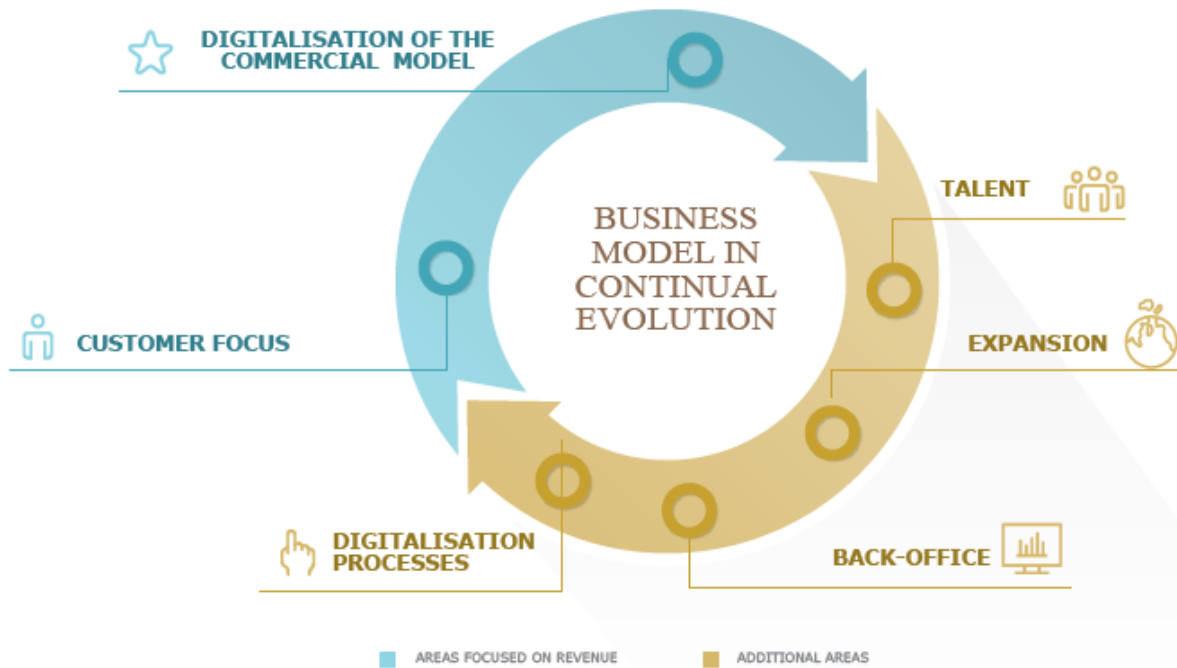 DIGITALISATION OF THE
COMMERCIAL MODEL
TALENT
BUSINESS
MODEL IN
CONTINUAL
EVOLUTION
CUSTOMER FOCUS
EXPANSION
DIGITALISATION
PROCESSES
BACK-OFFICE
AREAS FOCUSED ON REVENUE
ADDITIONAL AREAS